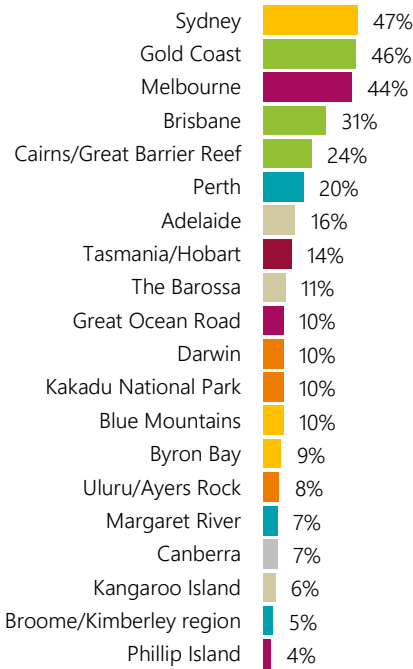 Sydney 47%
Gold Coast 46%
Melbourne 44%
Brisbane 31%
Cairns/Great Barrier Reef 24%
Perth 20%
Adelaide 16%
Tasmania/Hobart 14%
The Barossa 11%
Great Ocean Road 10%
Darwin 10%
Kakadu National Park 10%
Blue Mountains 10%
Byron Bay 9%
Uluru/Ayers Rock 8%
Margaret River 7%
Canberra 7%
Kangaroo Island 6%
Broome/Kimberley region 5%
Phillip Island 4%